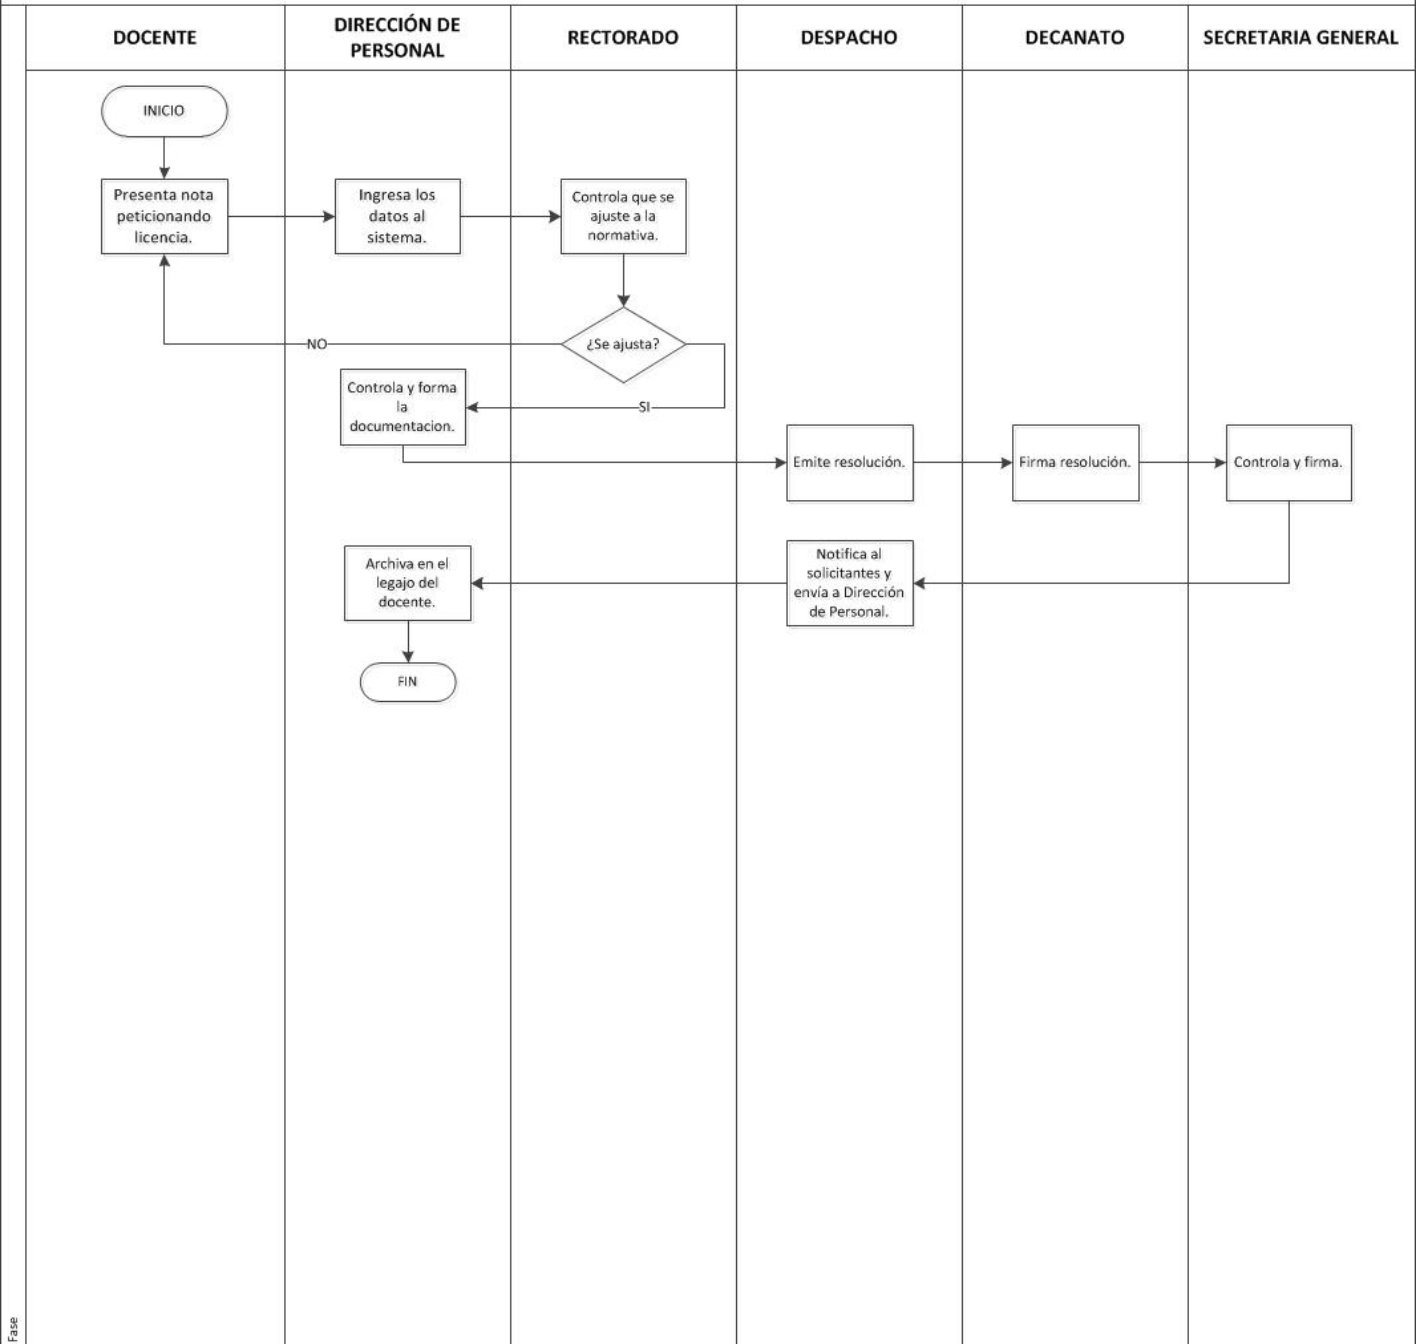 DOCENTE
DIRECCIÓN DE
PERSONAL
RECTORADO
DESPACHO
DECANATO
SECRETARIA GENERAL
INICIO
Presenta nota
peticionando
licencia.
Ingresa los
datos al
sistema.
Controla que se
ajuste a la
normativa.
¿Se ajusta?
NO
SI
Controla y forma
la
documentacion.
Emite resolución.
Firma resolución.
Controla y firma.
Notifica al
solicitantes y
envía a Dirección
de Personal.
Archiva en el
legajo del
docente.
FIN
Fase